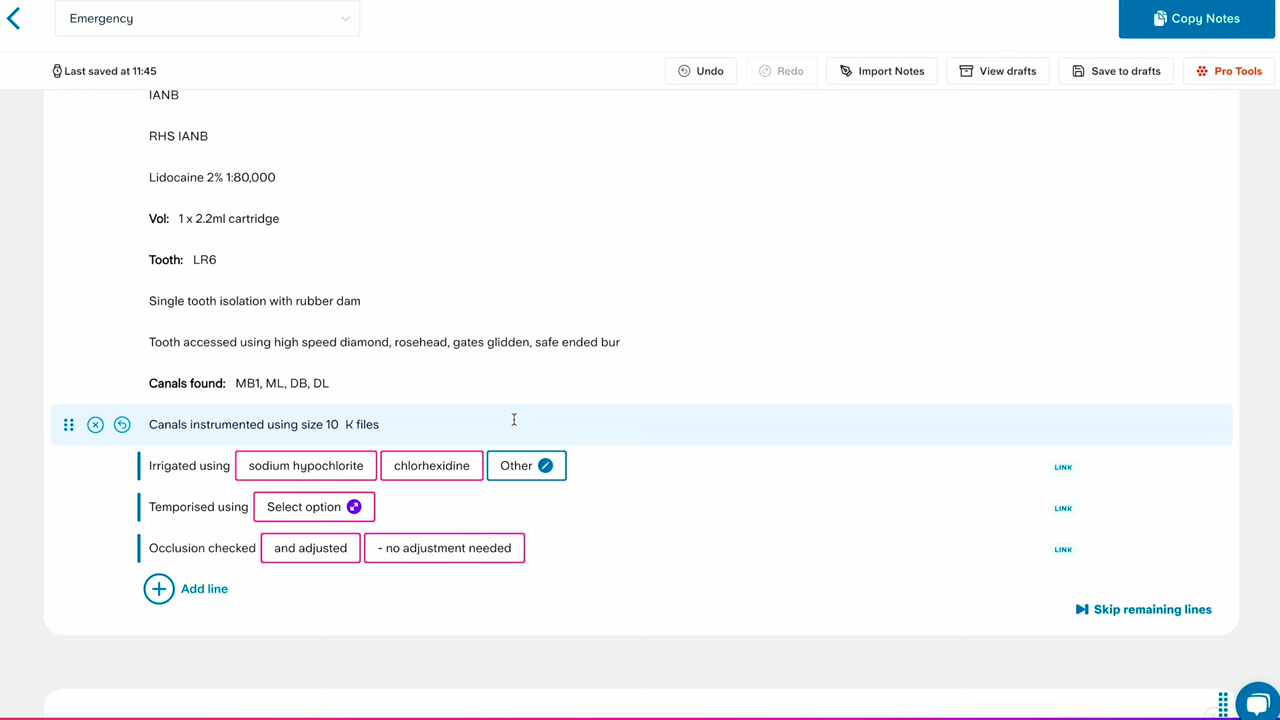 Emergency
Copy Notes
Last saved at 11:45
Undo
Redo
Import Notes
View drafts
Save to drafts
Pro Tools
IANB
RHS IANB
Lidocaine 2% 1:80,000
Vol: 1 x 2.2ml cartridge
Tooth: LR6
Single tooth isolation with rubber dam
Tooth accessed using high speed diamond, rosehead, gates glidden, safe ended bur
Canals found: MB1, ML, DB, DL
Canals instrumented using size 10 K files
Irrigated using sodium hypochlorite chlorhexidine Other LINK
Temporised using Select option LINK
Occlusion checked and adjusted - no adjustment needed LINK
Add line
Skip remaining lines